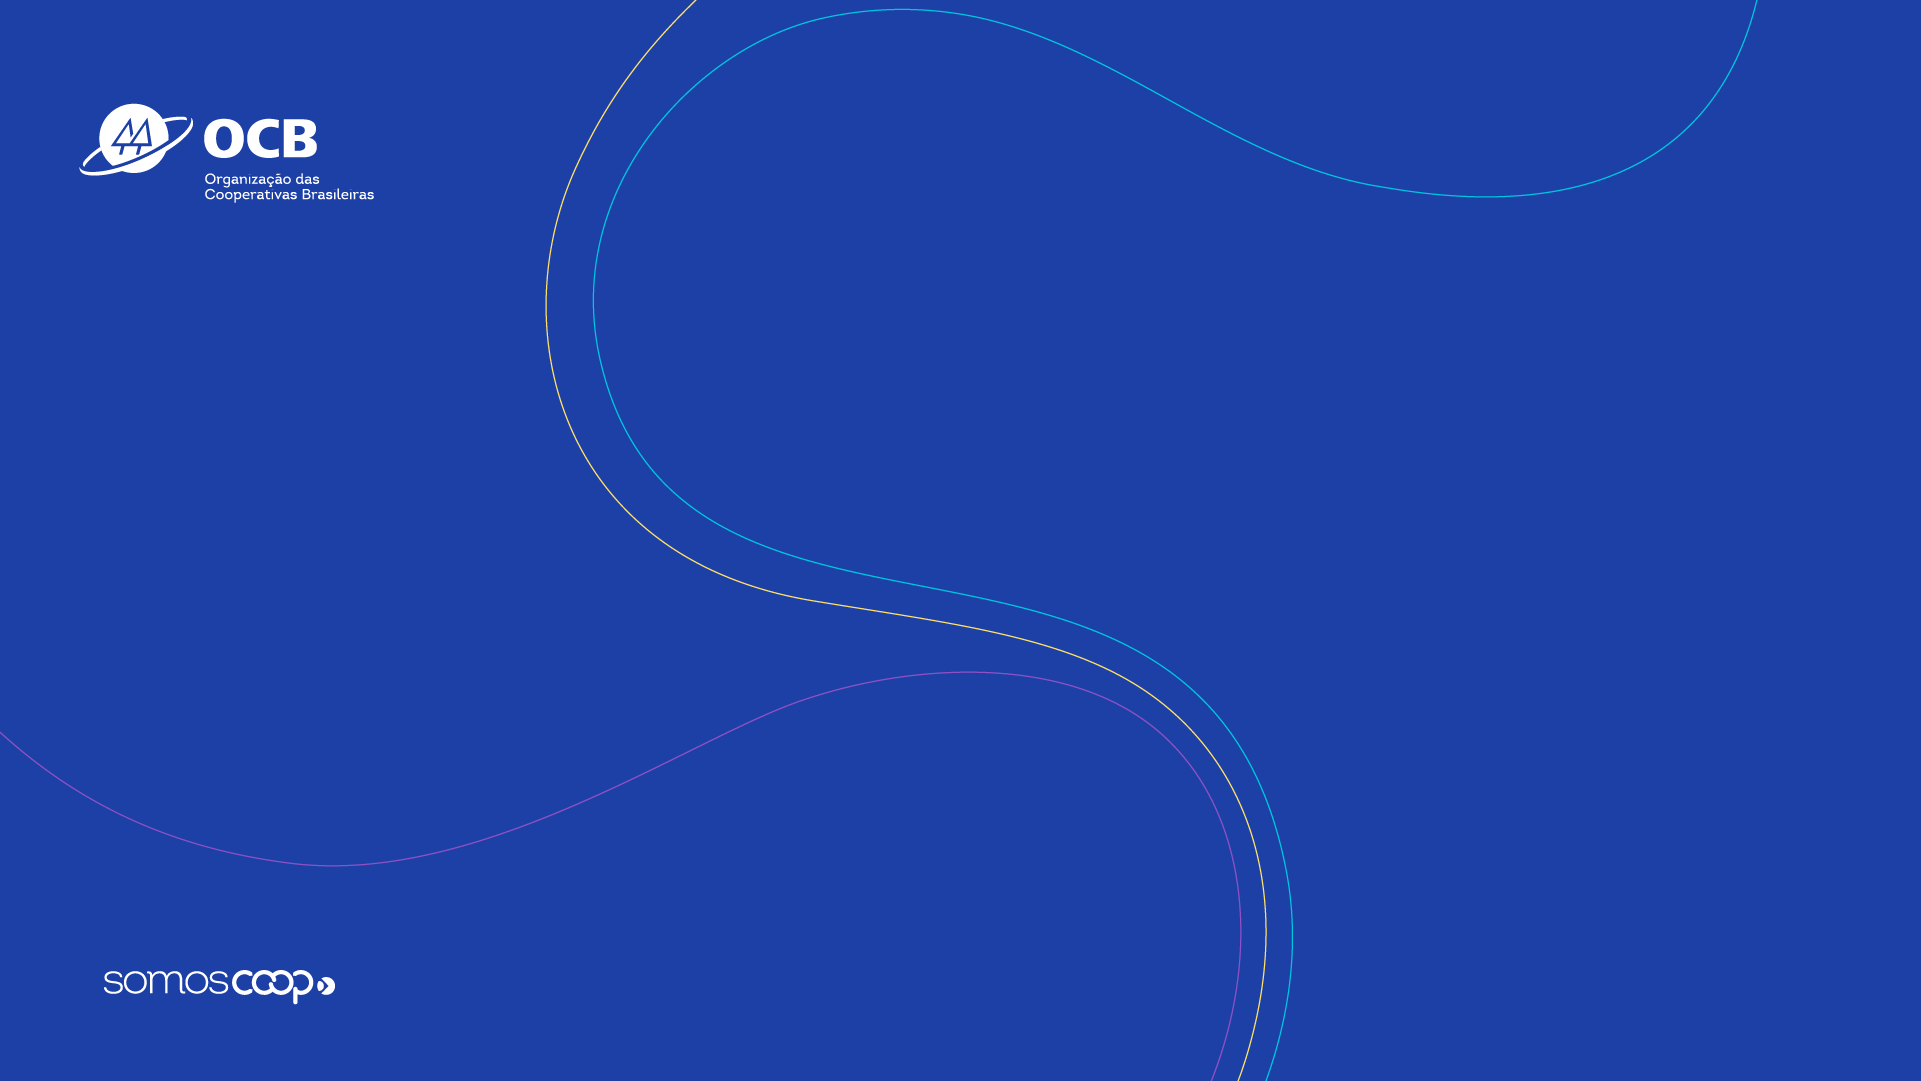 OCB
Organização das
Cooperativas Brasileiras
somoscoop